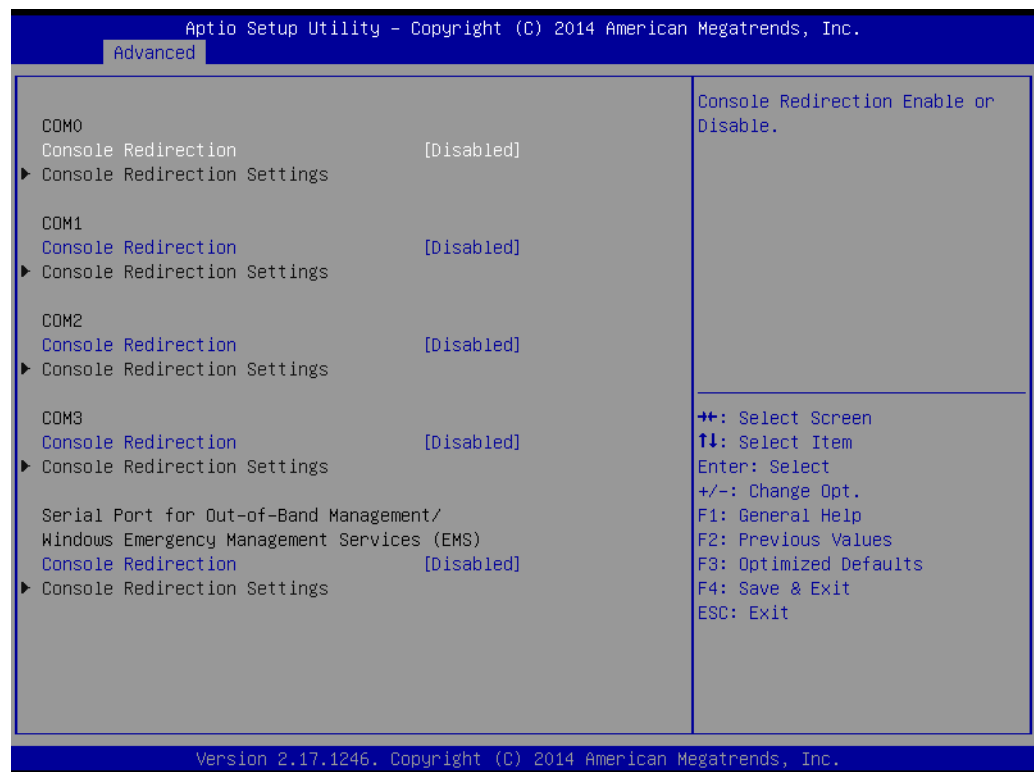 Aptio Setup Utility – Copyright (C) 2014 American Megatrends, Inc.
Advanced
COM0
Console Redirection [Disabled]
▶ Console Redirection Settings
COM1
Console Redirection [Disabled]
▶ Console Redirection Settings
COM2
Console Redirection [Disabled]
▶ Console Redirection Settings
COM3
Console Redirection [Disabled]
▶ Console Redirection Settings
Serial Port for Out-of-Band Management/
Windows Emergency Management Services (EMS)
Console Redirection [Disabled]
▶ Console Redirection Settings
Console Redirection Enable or
Disable.
→←: Select Screen
↑↓: Select Item
Enter: Select
+/-: Change Opt.
F1: General Help
F2: Previous Values
F3: Optimized Defaults
F4: Save & Exit
ESC: Exit
Version 2.17.1246. Copyright (C) 2014 American Megatrends, Inc.